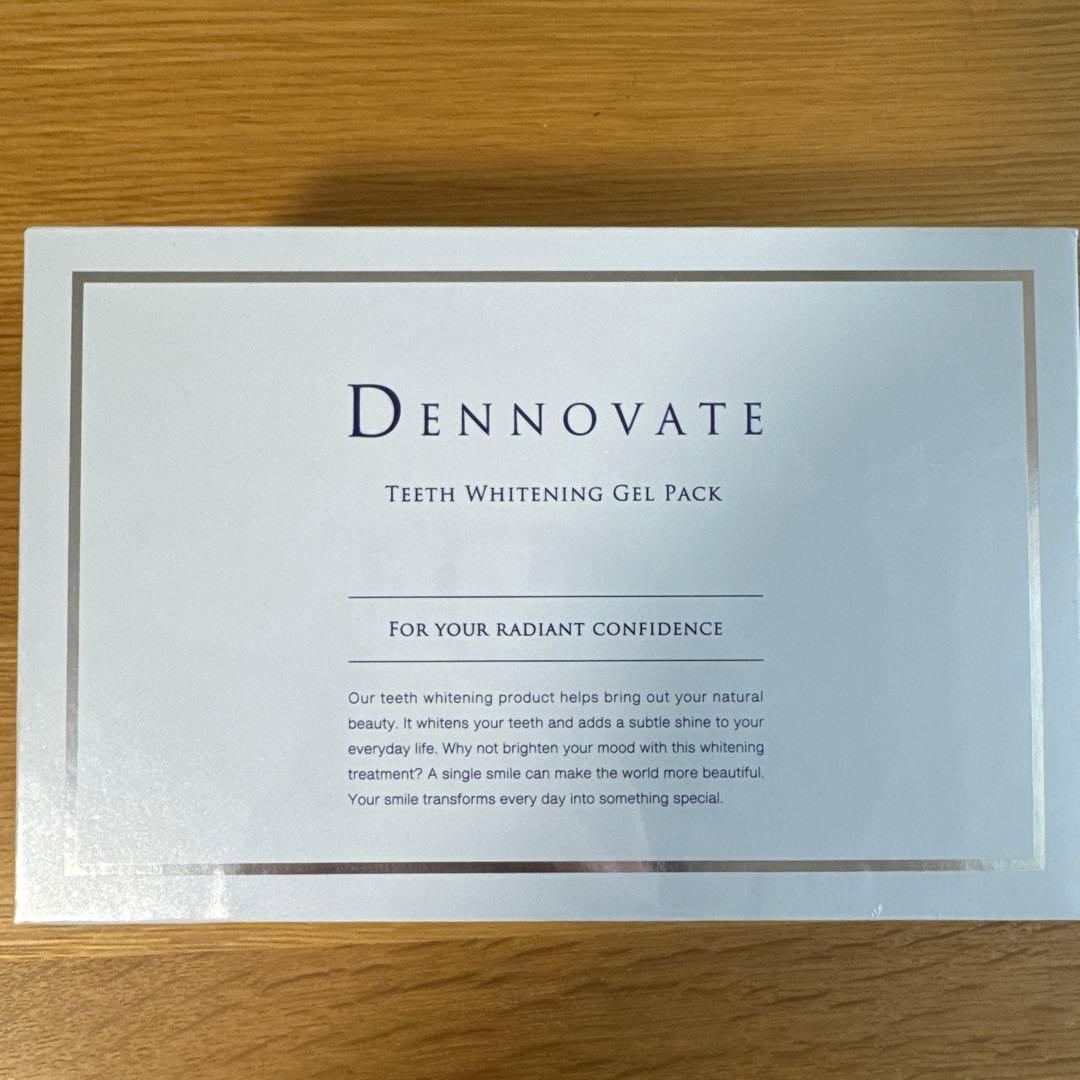 DENNOVATE
TEETH WHITENING GEL PACK
FOR YOUR RADIANT CONFIDENCE
Our teeth whitening product helps bring out your natural
beauty. It whitens your teeth and adds a subtle shine to your
everyday life. Why not brighten your mood with this whitening
treatment? A single smile can make the world more beautiful.
Your smile transforms every day into something special.